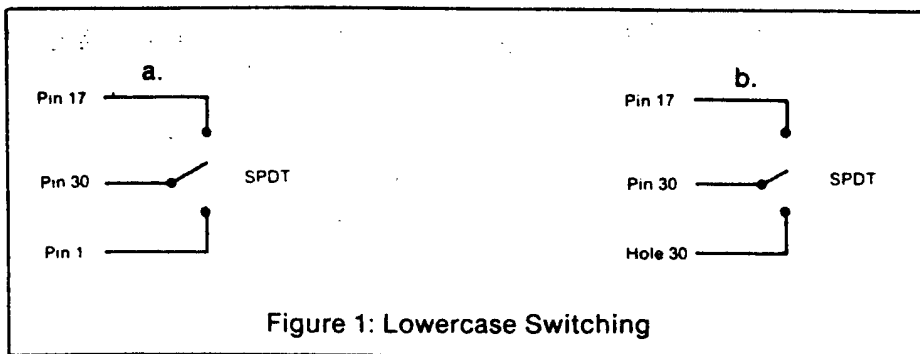 a.
Pin 17
Pin 30
SPDT
Pin 1
b.
Pin 17
Pin 30
SPDT
Hole 30
Figure 1: Lowercase Switching